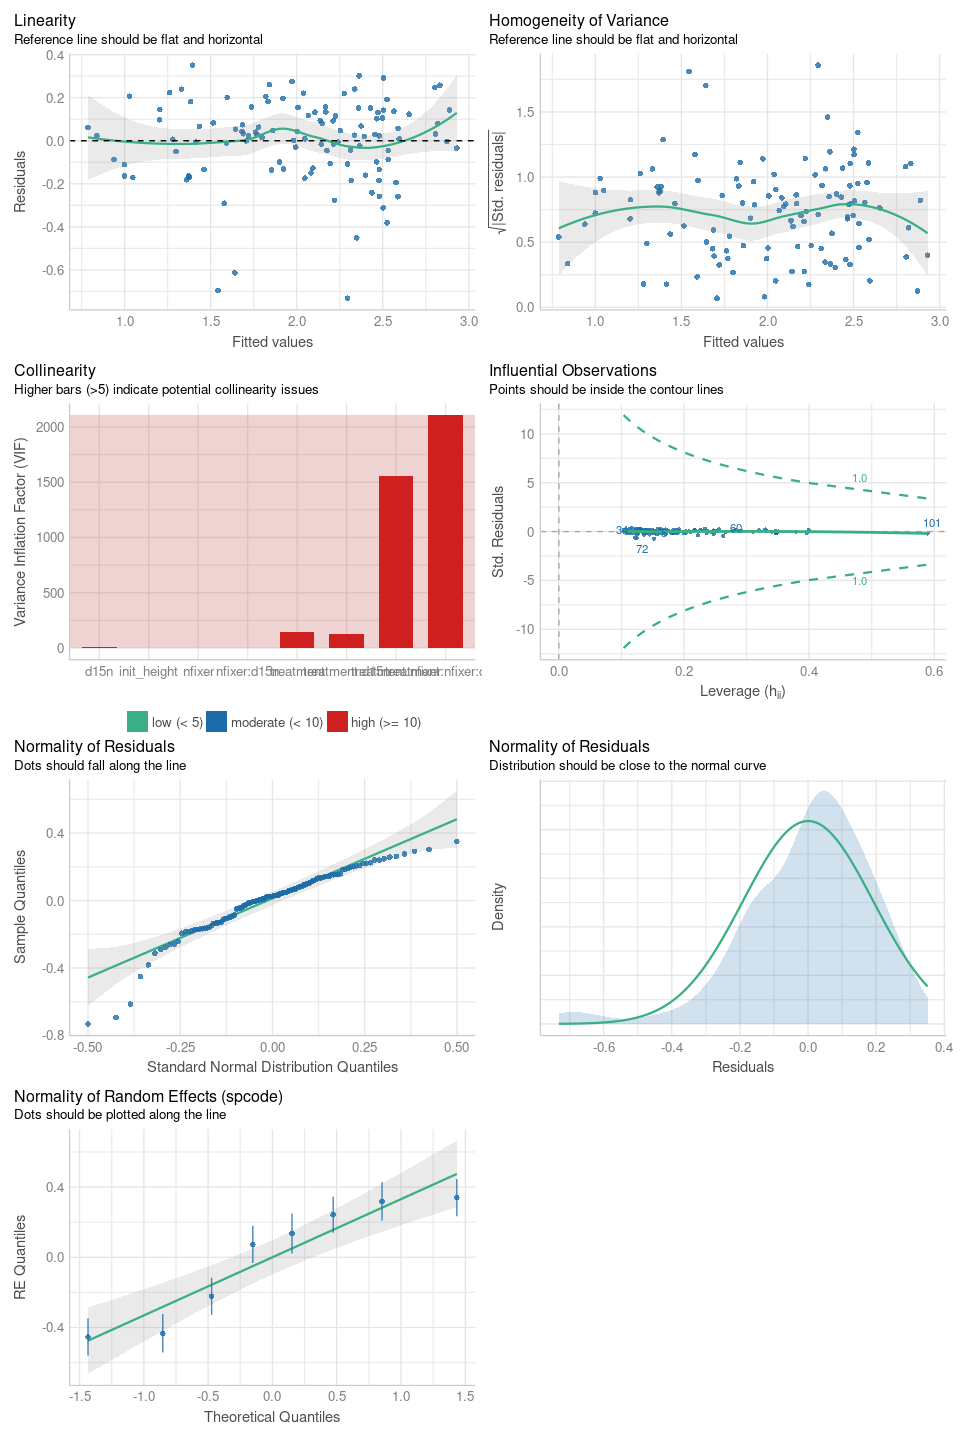 Linearity
Reference line should be flat and horizontal
0.4
0.2
0.0
-0.2
-0.4
-0.6
Residuals
1.0 1.5 2.0 2.5 3.0
Fitted values
Homogeneity of Variance
Reference line should be flat and horizontal
1.5
1.0
0.5
0.0
√|Std. residuals|
1.0 1.5 2.0 2.5 3.0
Fitted values
Collinearity
Higher bars (>5) indicate potential collinearity issues
2000
1500
1000
500
0
Variance Inflation Factor (VIF)
d15n init_height nfixer nfixer:d15n
low (< 5) moderate (< 10) high (>= 10)
Influential Observations
Points should be inside the contour lines
10
5
0
-5
-10
Std. Residuals
1.0
60
101
72
1.0
0.0 0.2 0.4 0.6
Leverage (hii)
Normality of Residuals
Dots should fall along the line
0.4
0.0
-0.4
-0.8
Sample Quantiles
-0.50 -0.25 0.00 0.25 0.50
Standard Normal Distribution Quantiles
Normality of Residuals
Distribution should be close to the normal curve
Density
-0.6 -0.4 -0.2 0.0 0.2 0.4
Residuals
Normality of Random Effects (spcode)
Dots should be plotted along the line
0.4
0.0
-0.4
RE Quantiles
-1.5 -1.0 -0.5 0.0 0.5 1.0 1.5
Theoretical Quantiles